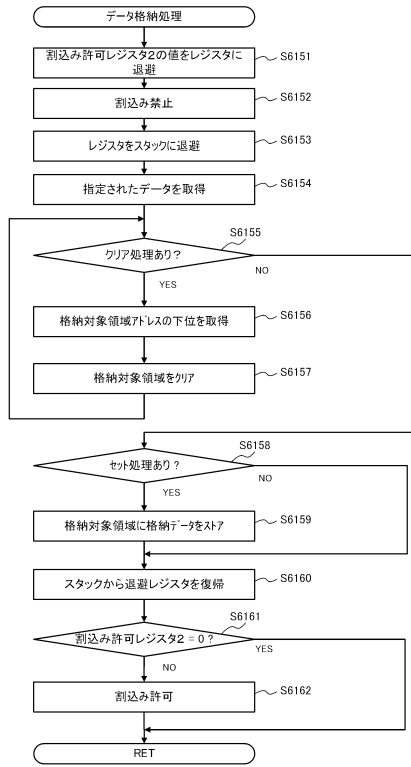 データ格納処理
割込み許可レジスタ2の値をレジスタに
退避
S6151
割込み禁止
S6152
レジスタをスタックに退避
S6153
指定されたデータを取得
S6154
S6155
クリア処理あり?
NO
YES
格納対象領域アドレスの下位を取得
S6156
格納対象領域をクリア
S6157
S6158
セット処理あり?
NO
YES
格納対象領域に格納データをストア
S6159
スタックから退避レジスタを復帰
S6160
S6161
割込み許可レジスタ2 = 0?
YES
NO
割込み許可
S6162
RET